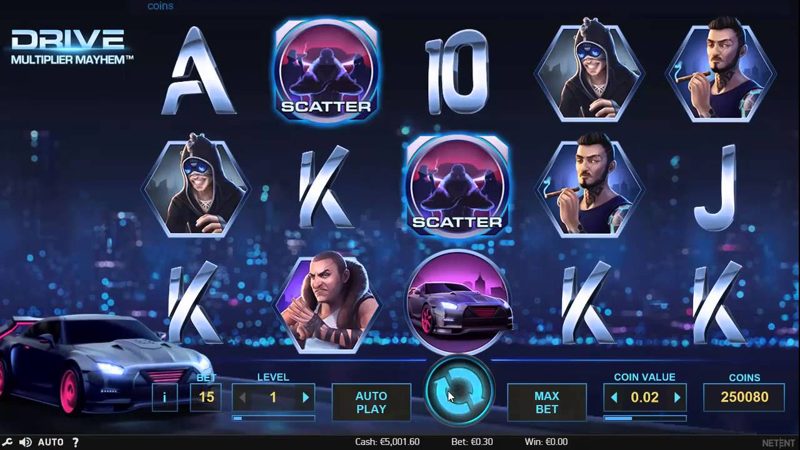 coins
DRIVE
MULTIPLIER MAYHEM™
A
SCATTER
10
K
SCATTER
J
K
K
K
BET
LEVEL
COIN VALUE
COINS
i
15
1
AUTO
PLAY
MAX
BET
0.02
250080
AUTO
?
Cash: €5,001.60
Bet: €0.30
Win: €0.00
NETENT